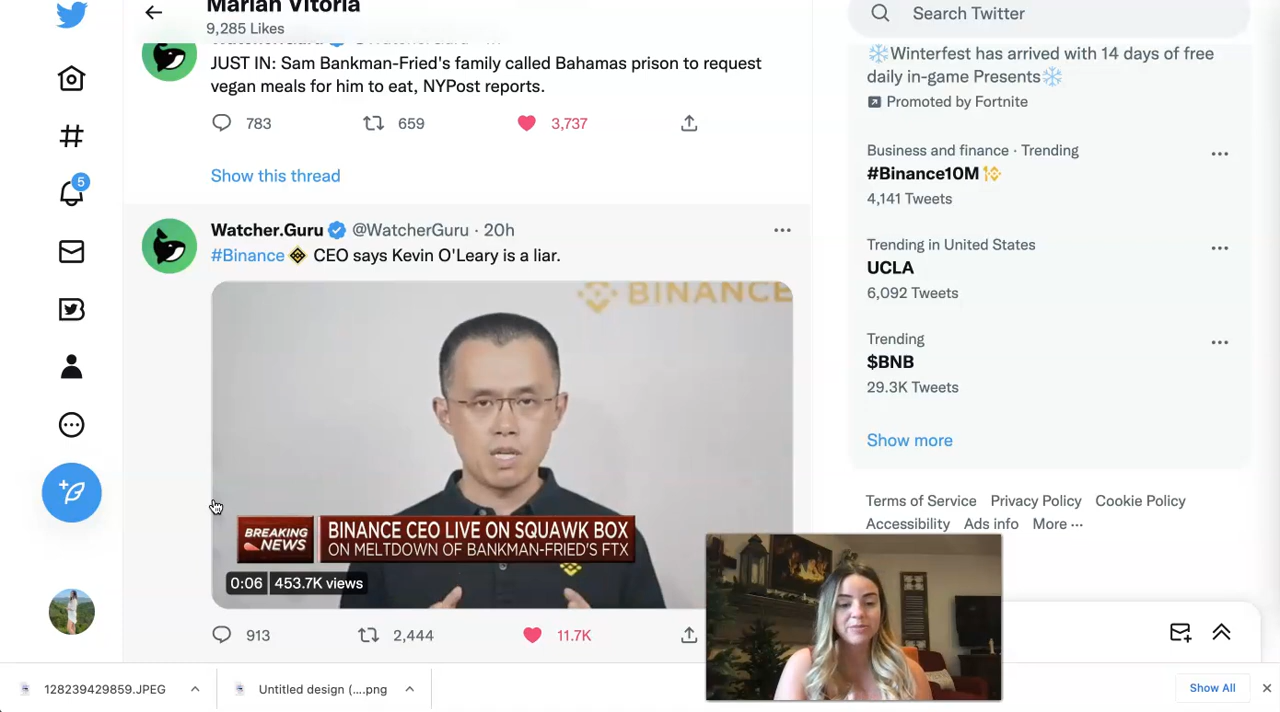 Marian Vitoria
9,285 Likes
JUST IN: Sam Bankman-Fried's family called Bahamas prison to request
vegan meals for him to eat, NYPost reports.
783 659 3,737
Show this thread
Watcher.Guru @WatcherGuru · 20h
#Binance CEO says Kevin O'Leary is a liar.
BINANCE
BREAKING NEWS
BINANCE CEO LIVE ON SQUAWK BOX
ON MELTDOWN OF BANKMAN-FRIED'S FTX
0:06 453.7K views
913 2,444 11.7K
5
Search Twitter
❄Winterfest has arrived with 14 days of free
daily in-game Presents❄
Promoted by Fortnite
Business and finance · Trending
#Binance10M
4,141 Tweets
Trending in United States
UCLA
6,092 Tweets
Trending
$BNB
29.3K Tweets
Show more
Terms of Service Privacy Policy Cookie Policy
Accessibility Ads info More ···
128239429859.JPEG
Untitled design (....png
Show All